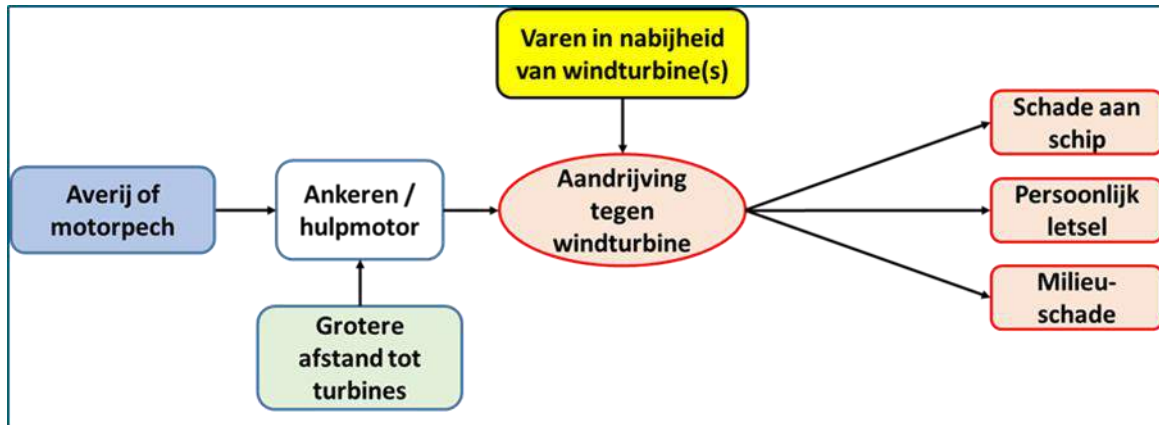 Varen in nabijheid
van windturbine(s)
Averij of
motorpech
Ankeren /
hulpmotor
Aandrijving
tegen
windturbine
Schade aan
schip
Persoonlijk
letsel
Milieu-
schade
Grotere
afstand tot
turbines